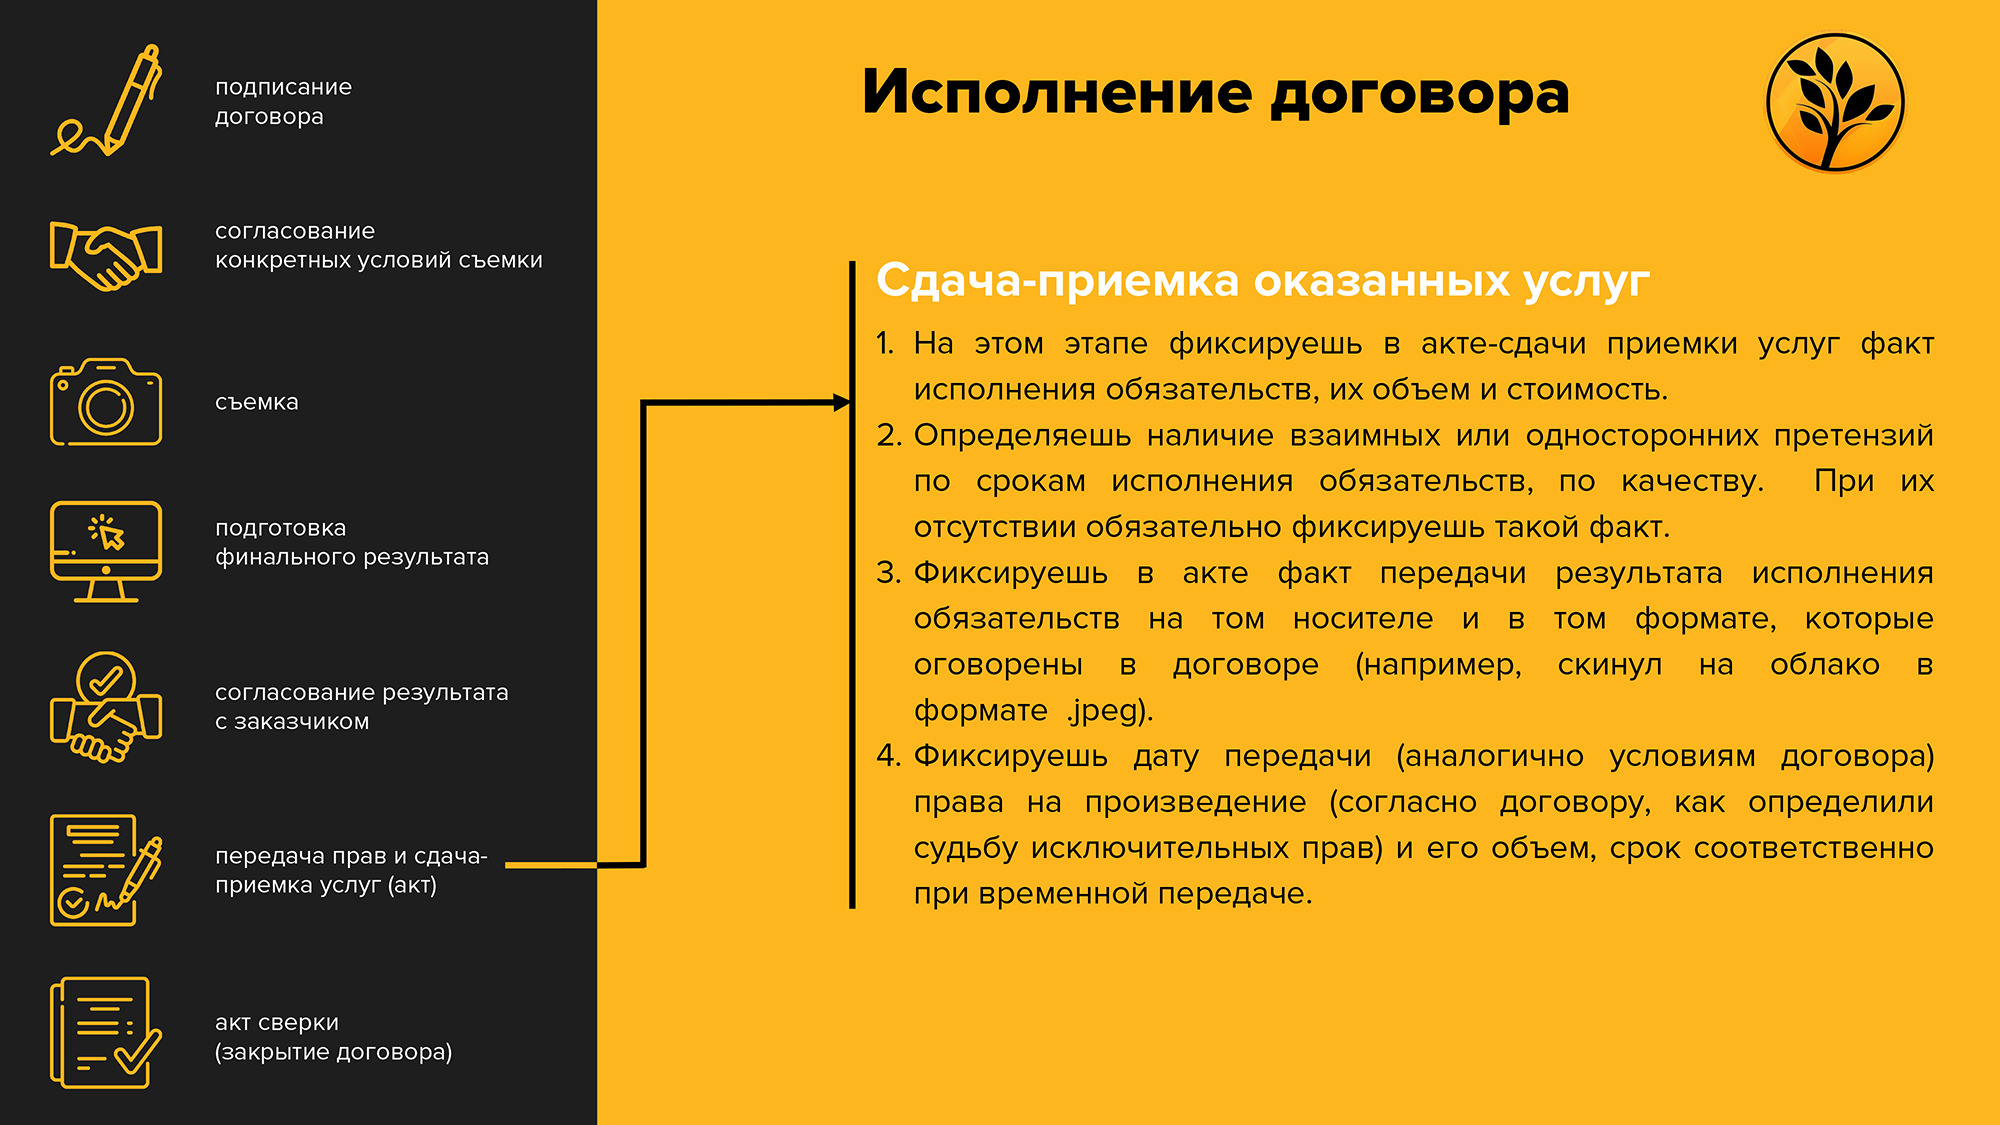 подписание
договора
согласование
конкретных условий съемки
съемка
подготовка
финального результата
согласование результата
с заказчиком
передача прав и сдача-
приемка услуг (акт)
акт сверки
(закрытие договора)
Исполнение договора
Сдача-приемка оказанных услуг
1. На этом этапе фиксируешь в акте-сдачи приемки услуг факт
исполнения обязательств, их объем и стоимость.
2. Определяешь наличие взаимных или односторонних претензий
по срокам исполнения обязательств, по качеству. При их
отсутствии обязательно фиксируешь такой факт.
3. Фиксируешь в акте факт передачи результата исполнения
обязательств на том носителе и в том формате, которые
оговорены в договоре (например, скинул на облако в
формате .jpeg).
4. Фиксируешь дату передачи (аналогично условиям договора)
права на произведение (согласно договору, как определили
судьбу исключительных прав) и его объем, срок соответственно
при временной передаче.